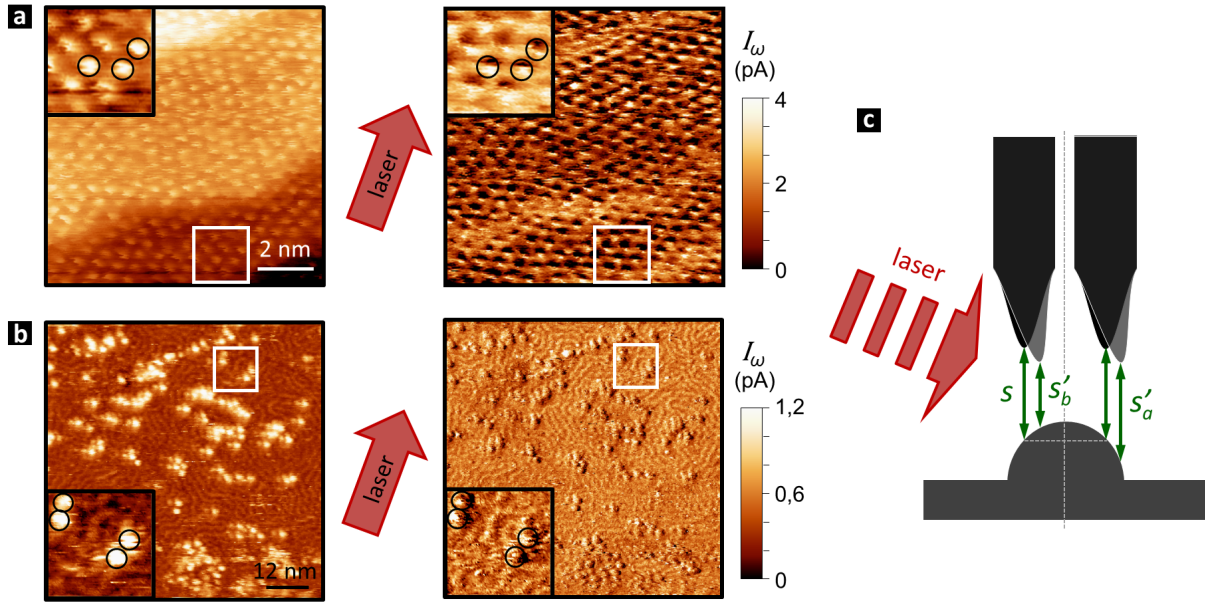 a
2 nm
laser
Iω
(pA)
4
2
0
b
12 nm
laser
Iω
(pA)
1,2
0,6
0
c
laser
s
s′b
s′a